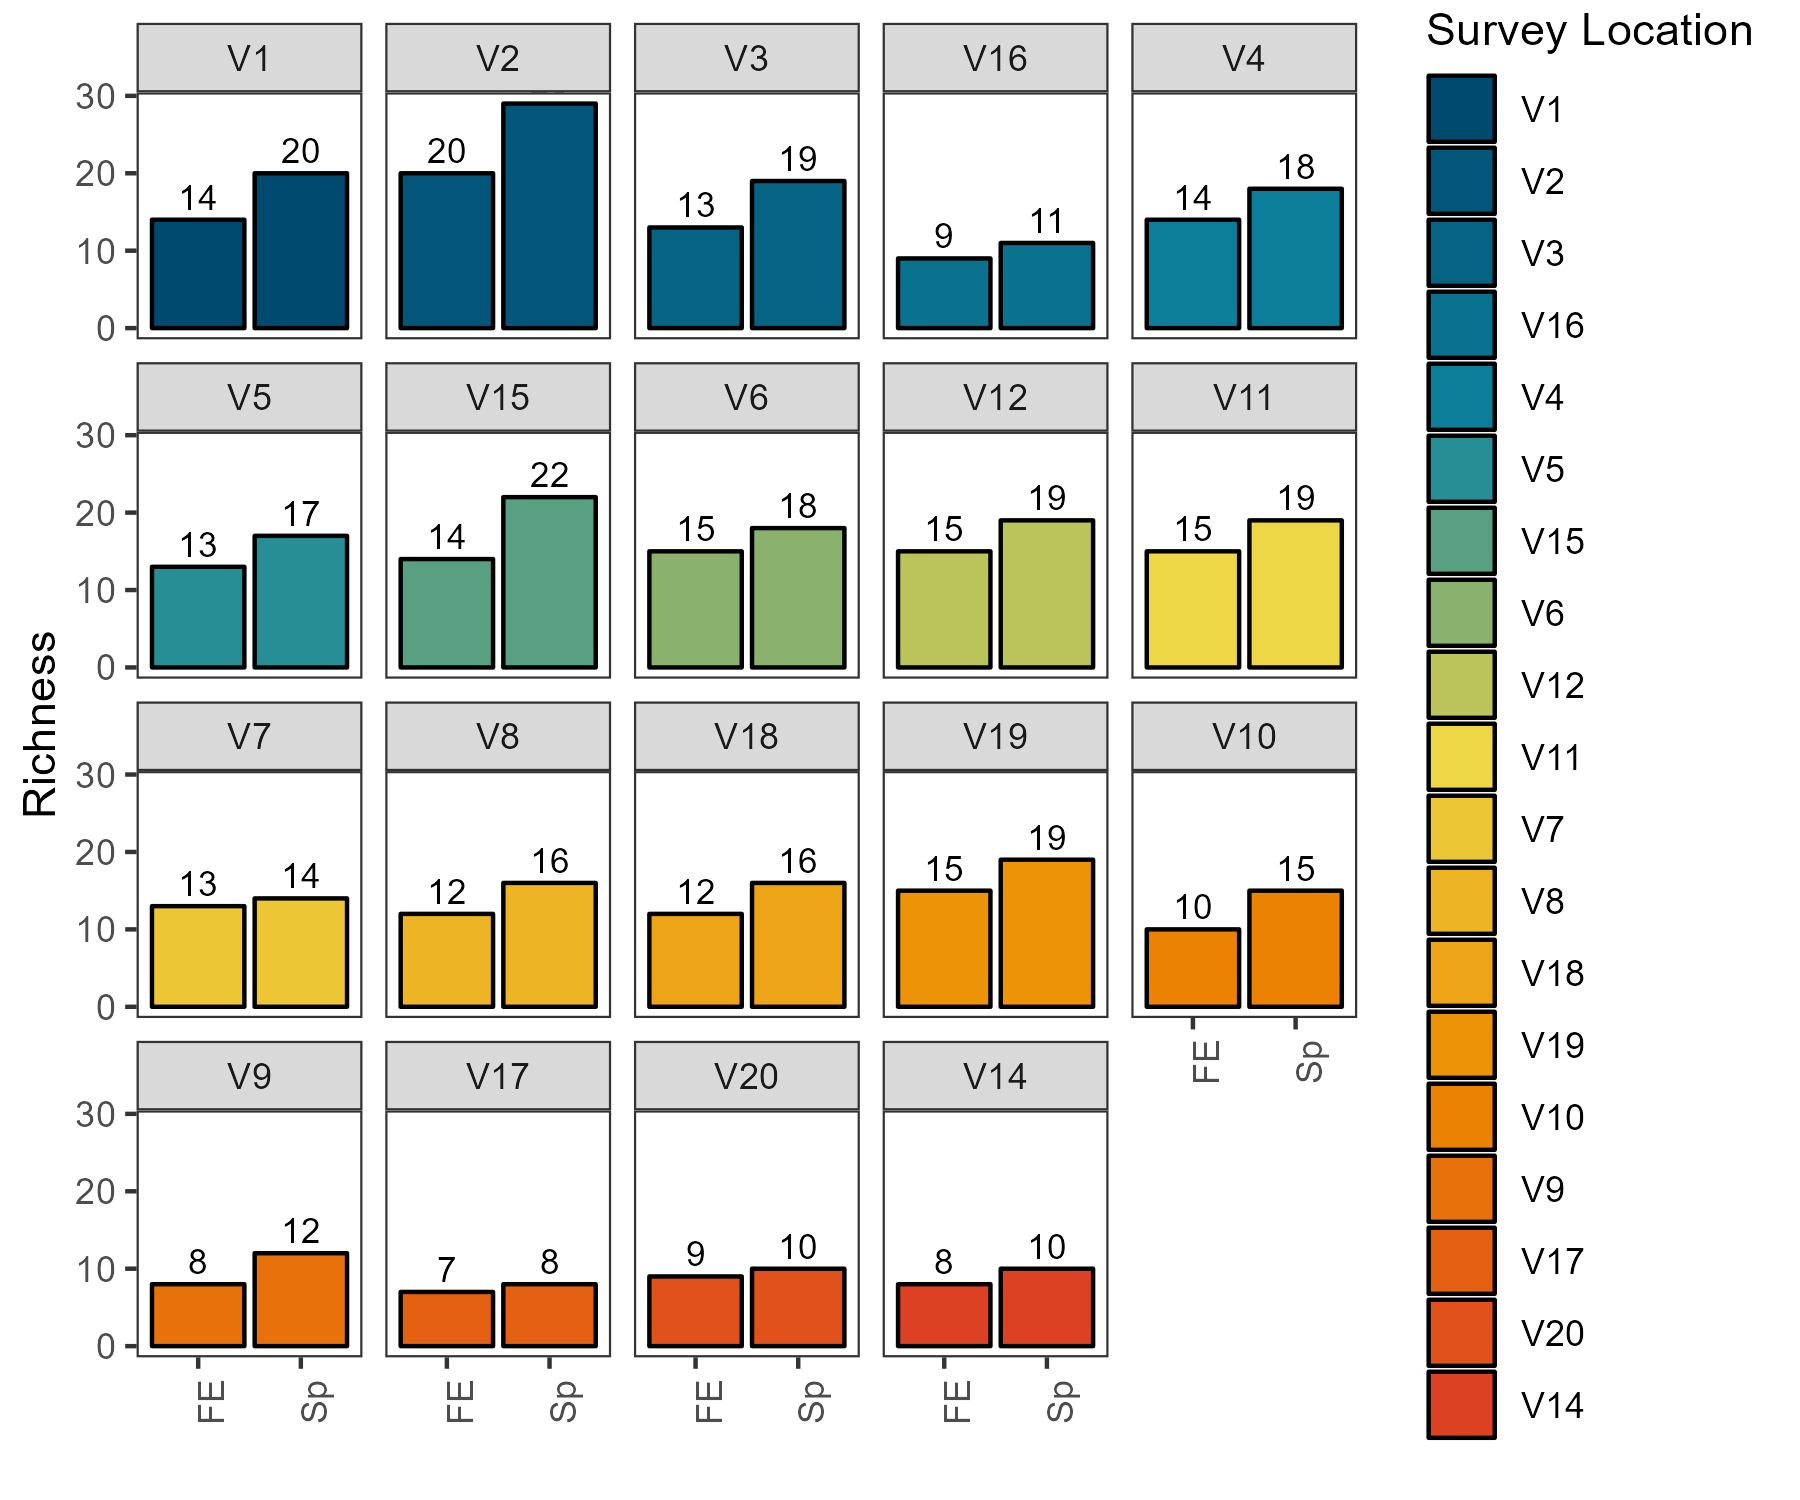 Survey Location
V1 V2 V3 V16 V4
30
20
10
0
14 20
20
13 19
9 11
14 18
V5 V15 V6 V12 V11
30
20
10
0
13 17
14 22
15 18
15 19
15 19
Richness
V7 V8 V18 V19 V10
30
20
10
0
13 14
12 16
12 16
15 19
10 15
FE Sp
V9 V17 V20 V14
30
20
10
0
8 12
7 8
9 10
8 10
FE Sp FE Sp FE Sp FE Sp
V1
V2
V3
V16
V4
V5
V15
V6
V12
V11
V7
V8
V18
V19
V10
V9
V17
V20
V14